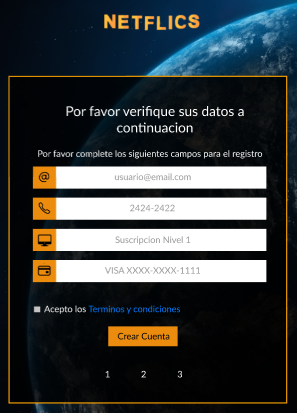 NETFLICS
Por favor verifique sus datos a
continuacion
Por favor complete los siguientes campos para el registro
@ usuario@email.com
2424-2422
Suscripcion Nivel 1
VISA XXXX-XXXX-1111
Acepto los Terminos y condiciones
Crear Cuenta
1 2 3